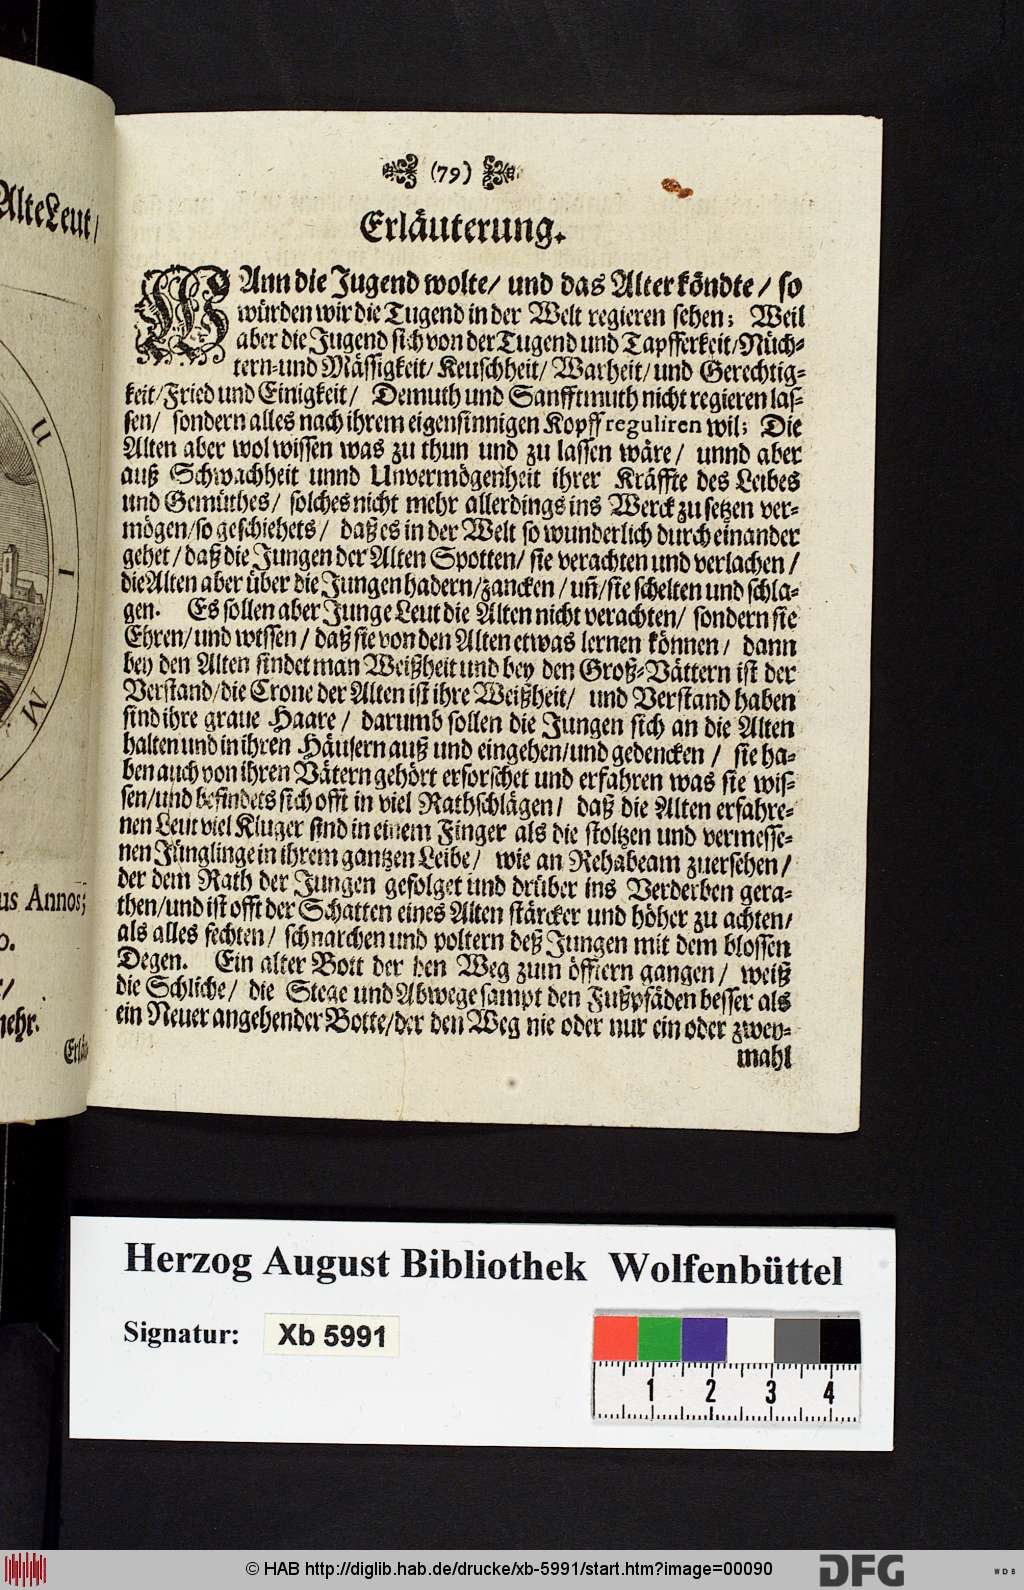 Alte Leut/
U
I
M
us Annos;
o.
mehr.
(79)
Erläuterung.
WAnn die Jugend wolte/ und das Alter köndte/ so
würden wir die Tugend in der Welt regieren sehen; Weil
aber die Jugend sich von der Tugend und Tapfferkeit/Nüch-
tern-und Mässigkeit/ Keuschheit/ Warheit/ und Gerechtig-
keit/Fried und Einigkeit/ Demuth und Sanfftmuth nicht regieren las-
sen/ sondern alles nach ihrem eigensinnigen Kopff reguliren wil; Die
Alten aber wol wissen was zu thun und zu lassen wäre/ unnd aber
auß Schwachheit unnd Unvermögenheit ihrer Kräffte des Leibes
und Gemüthes/ solches nicht mehr allerdings ins Werck zu setzen ver-
mögen/so geschiehets/ daß es in der Welt so wunderlich durch einander
gehet/ daß die Jungen der Alten Spotten/ sie verachten und verlachen/
die Alten aber über die Jungen hadern/zancken/ uñ/sie schelten und schla-
gen. Es sollen aber Junge Leut die Alten nicht verachten/ sondern sie
Ehren/ und wissen/ daß sie von den Alten etwas lernen können/ dann
bey den Alten findet man Weißheit und bey den Groß-Vättern ist der
Verstand/die Crone der Alten ist ihre Weißheit/ und Verstand haben
sind ihre graue Haare/ darumb sollen die Jungen sich an die Alten
halten und in ihren Häusern auß und eingehen/und gedencken/ sie ha-
ben auch von ihren Vätern gehört erforschet und erfahren was sie wis-
sen/und befindets sich offt in viel Rathschlägen/ daß die Alten erfahre-
nen Leut viel Kluger sind in einem Finger als die stoltzen und vermesse-
nen Jünglinge in ihrem gantzen Leibe/ wie an Rehabeam zuersehen/
der dem Rath der Jungen gefolget und drüber ins Verderben gera-
then/und ist offt der Schatten eines Alten stärcker und höher zu achten/
als alles fechten/ schnarchen und poltern deß Jungen mit dem blossen
Degen. Ein alter Bott der den Weg zum öfftern gangen/ weiß
die Schliche/ die Stege und Abwege sampt den Fußpfäden besser als
ein Neuer angehender Botte/der den Weg nie oder nur ein oder zwey-
mahl
Herzog August Bibliothek Wolfenbüttel
Signatur: Xb 5991
1 2 3 4
© HAB http://diglib.hab.de/drucke/xb-5991/start.htm?image=00090
DFG
WDB